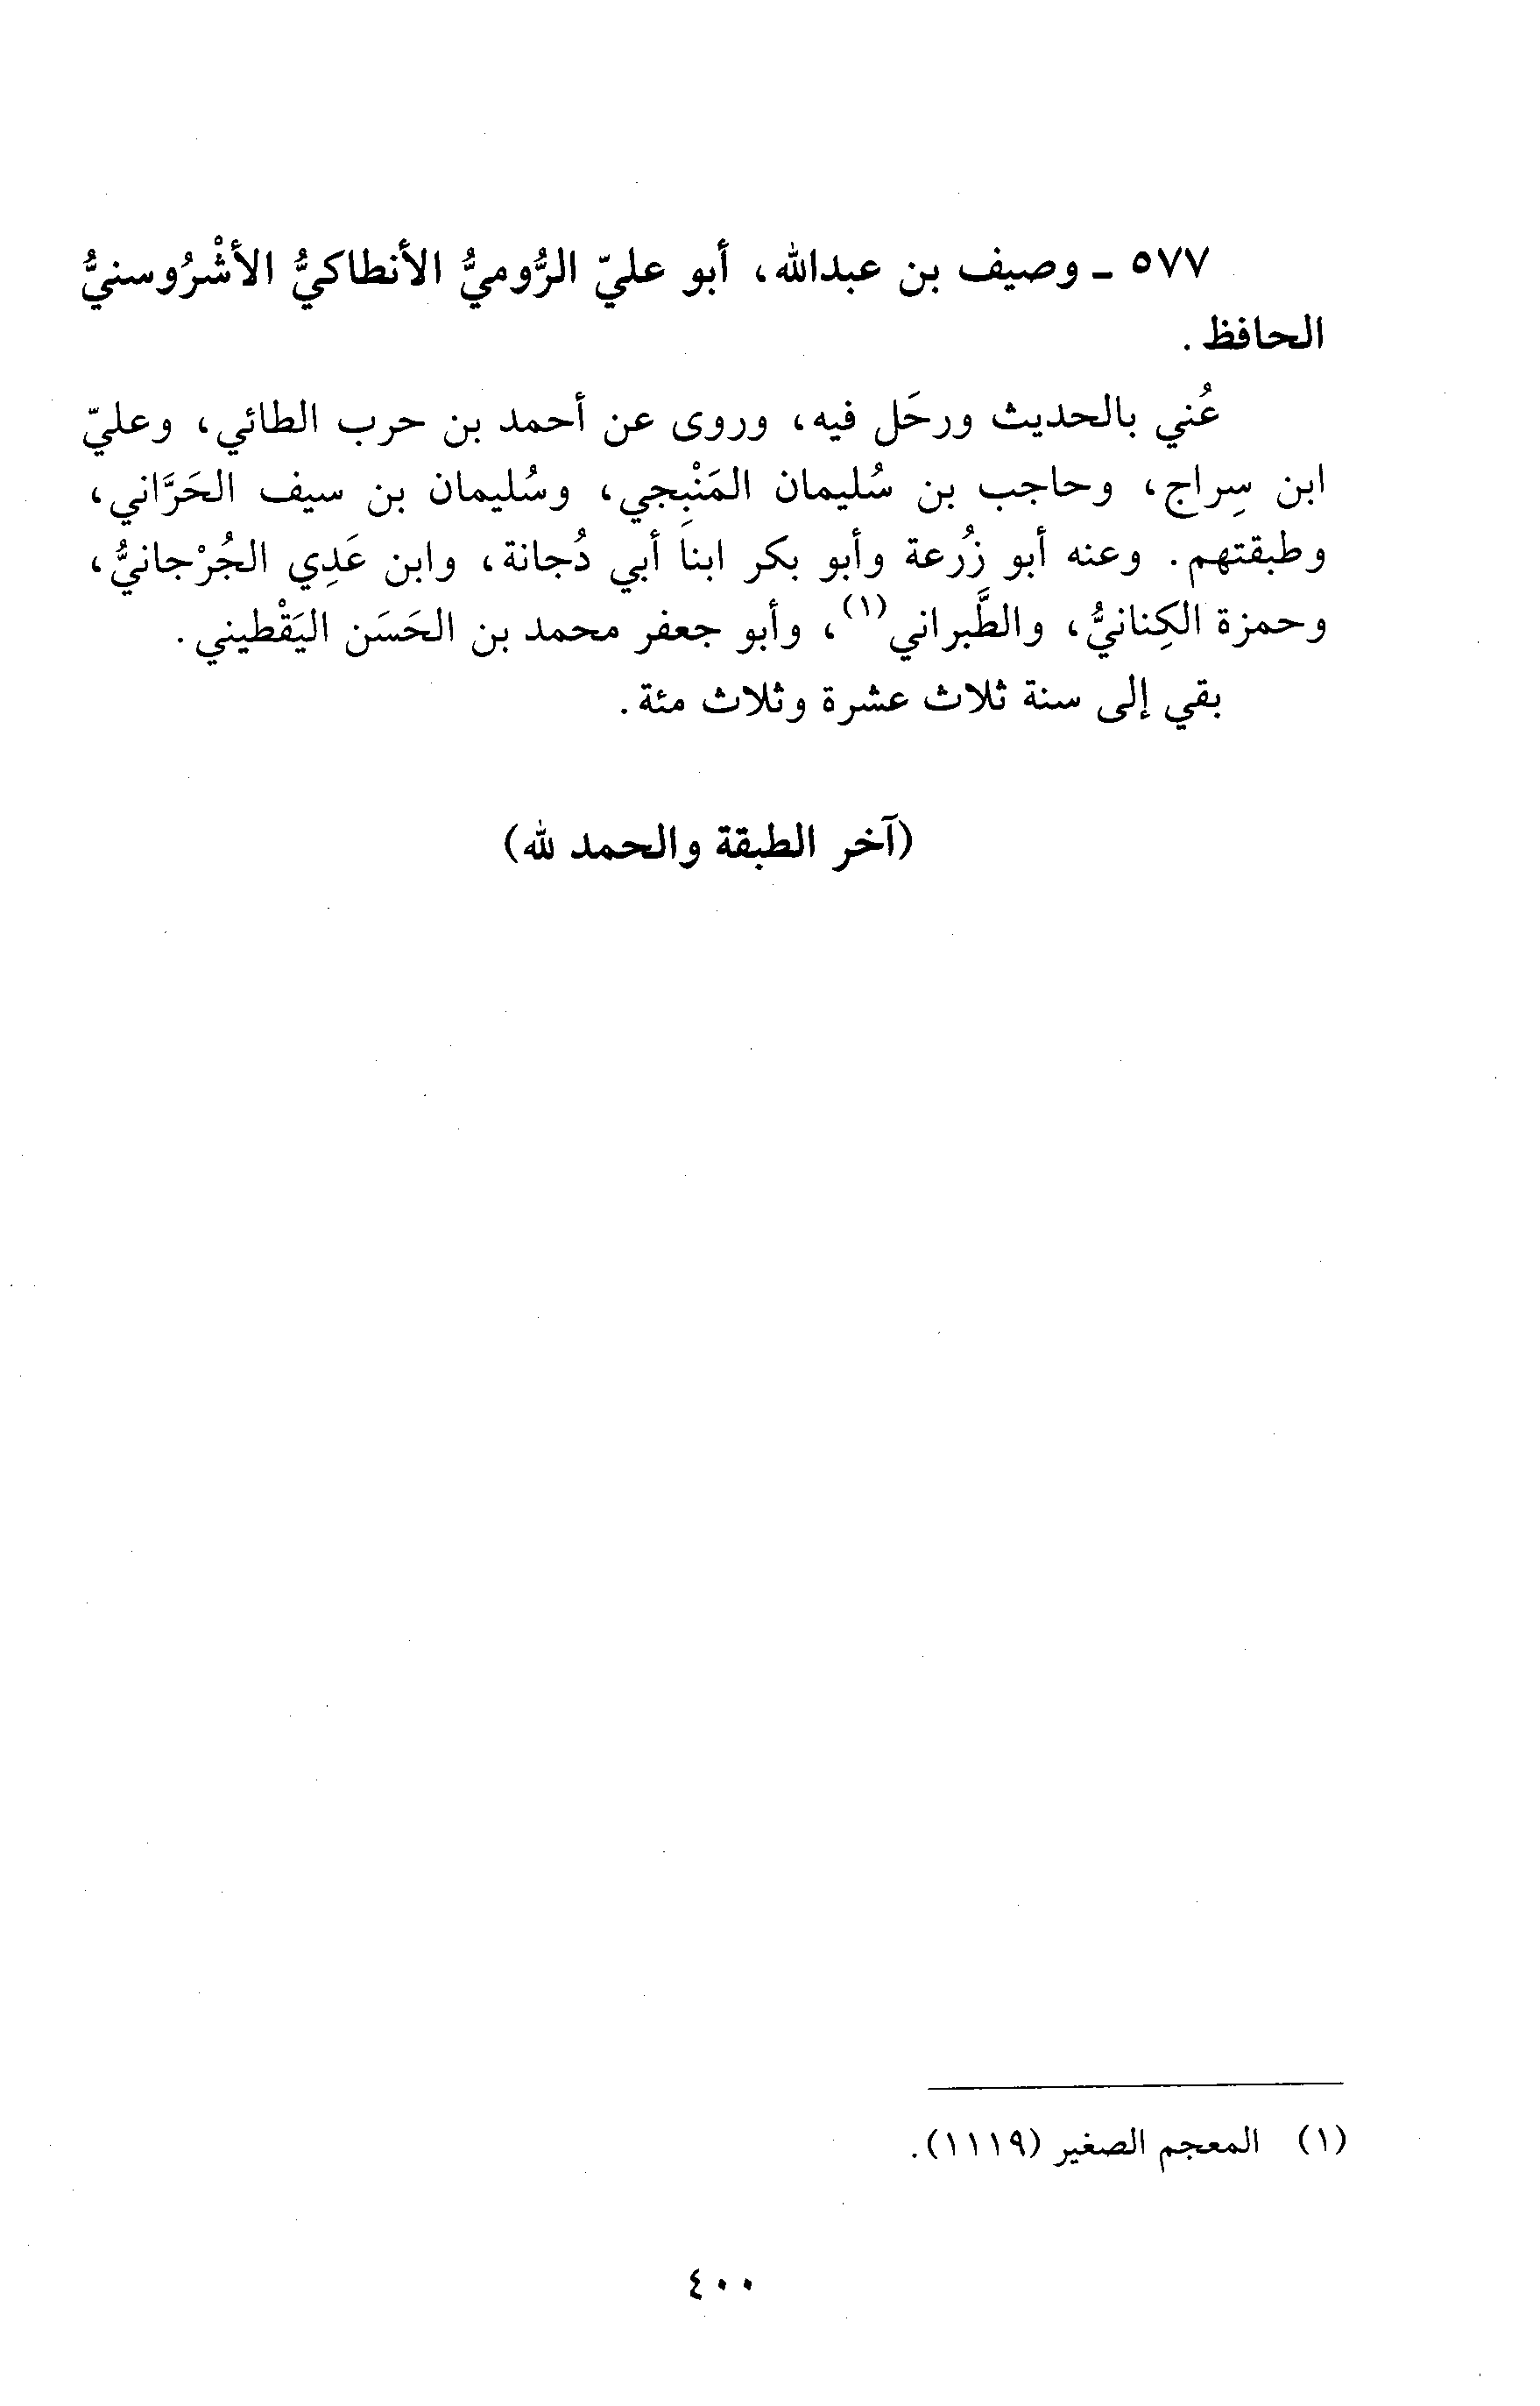 ٥٧٧ ـ وصيف بن عبدالله، أبو عليّ الرُّوميُّ الأنطاكيُّ الأشْرُوسنيُّ
الحافظ.
عُني بالحديث ورحَل فيه، وروى عن أحمد بن حرب الطائي، وعليّ
ابن سِراج، وحاجب بن سُليمان المَنْبِجي، وسُليمان بن سيف الحَرَّاني،
وطبقتهم. وعنه أبو زُرعة وأبو بكر ابنا أبي دُجانة، وابن عَدِي الجُرْجانيُّ،
وحمزة الكِنانيُّ، والطَّبراني(١)، وأبو جعفر محمد بن الحَسَن اليَقْطيني.
بقي إلى سنة ثلاث عشرة وثلاث مئة.
(آخر الطبقة والحمد لله)
(١) المعجم الصغير (١١١٩).
٤٠٠